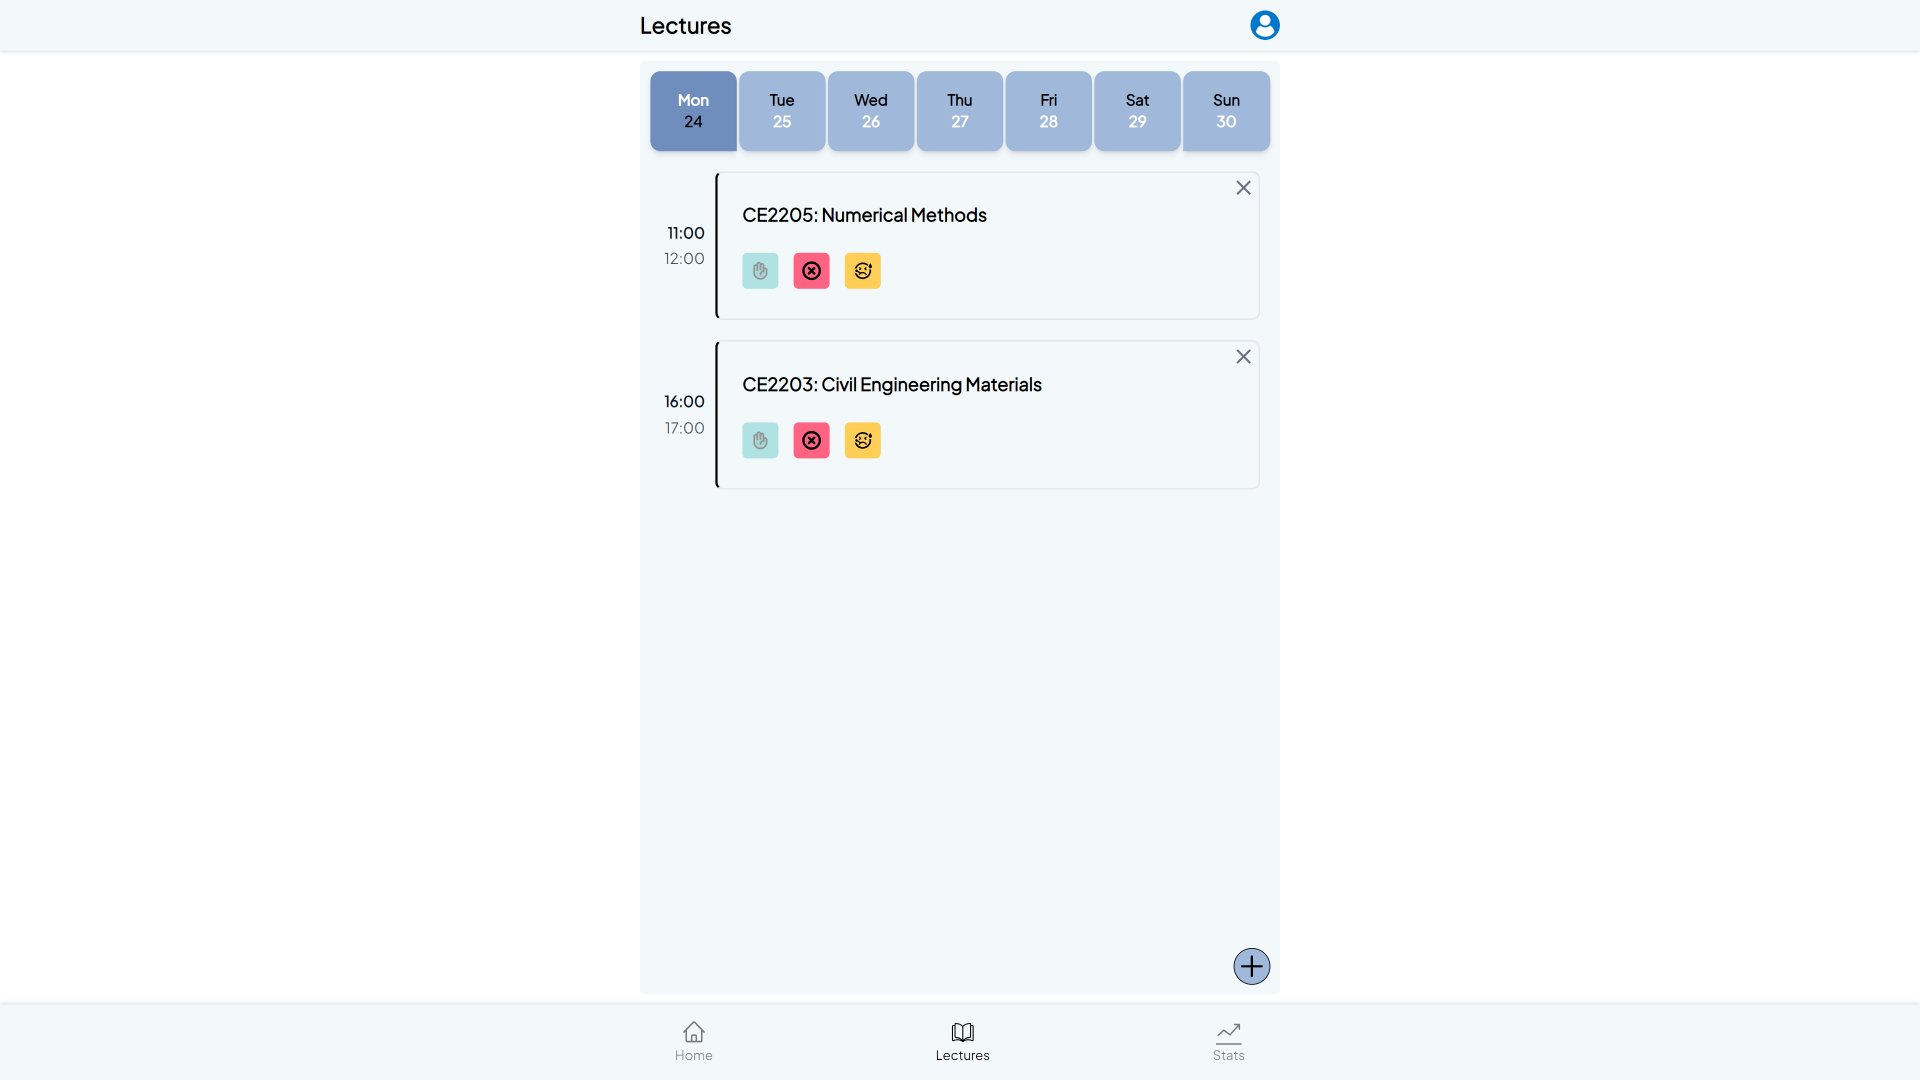 Lectures
Mon Tue Wed Thu Fri Sat Sun
24 25 26 27 28 29 30
CE2205: Numerical Methods
11:00
12:00
CE2203: Civil Engineering Materials
16:00
17:00
Home Lectures Stats